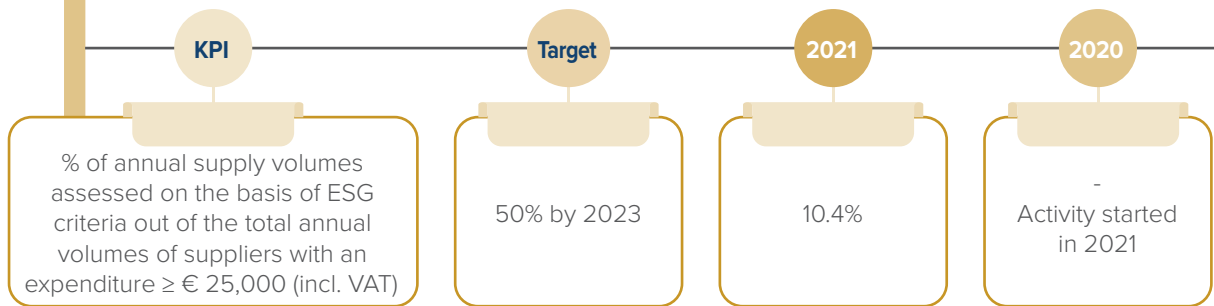 KPI
Target
2021
2020
% of annual supply volumes
assessed on the basis of ESG
criteria out of the total annual
volumes of suppliers with an
expenditure ≥ € 25,000 (incl. VAT)
50% by 2023
10.4%
-
Activity started
in 2021